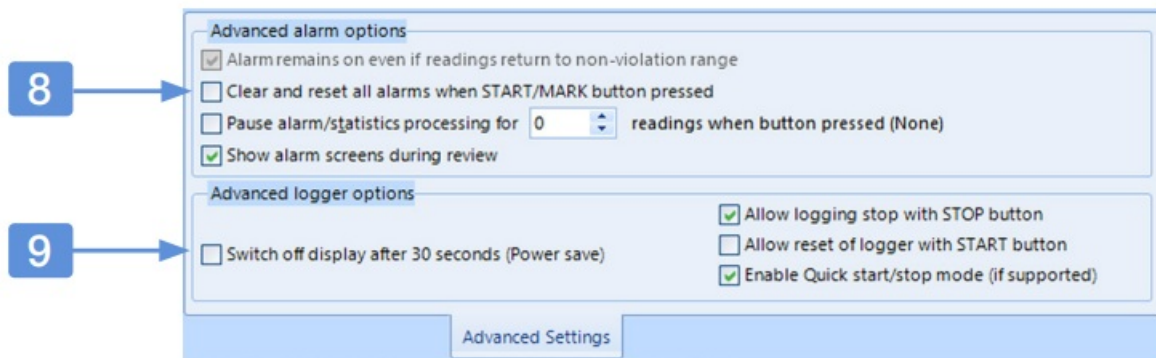 Advanced alarm options
Alarm remains on even if readings return to non-violation range
8
Clear and reset all alarms when START/MARK button pressed
Pause alarm/statistics processing for 0 readings when button pressed (None)
Show alarm screens during review
Advanced logger options
Allow logging stop with STOP button
9
Switch off display after 30 seconds (Power save)
Allow reset of logger with START button
Enable Quick start/stop mode (if supported)
Advanced Settings